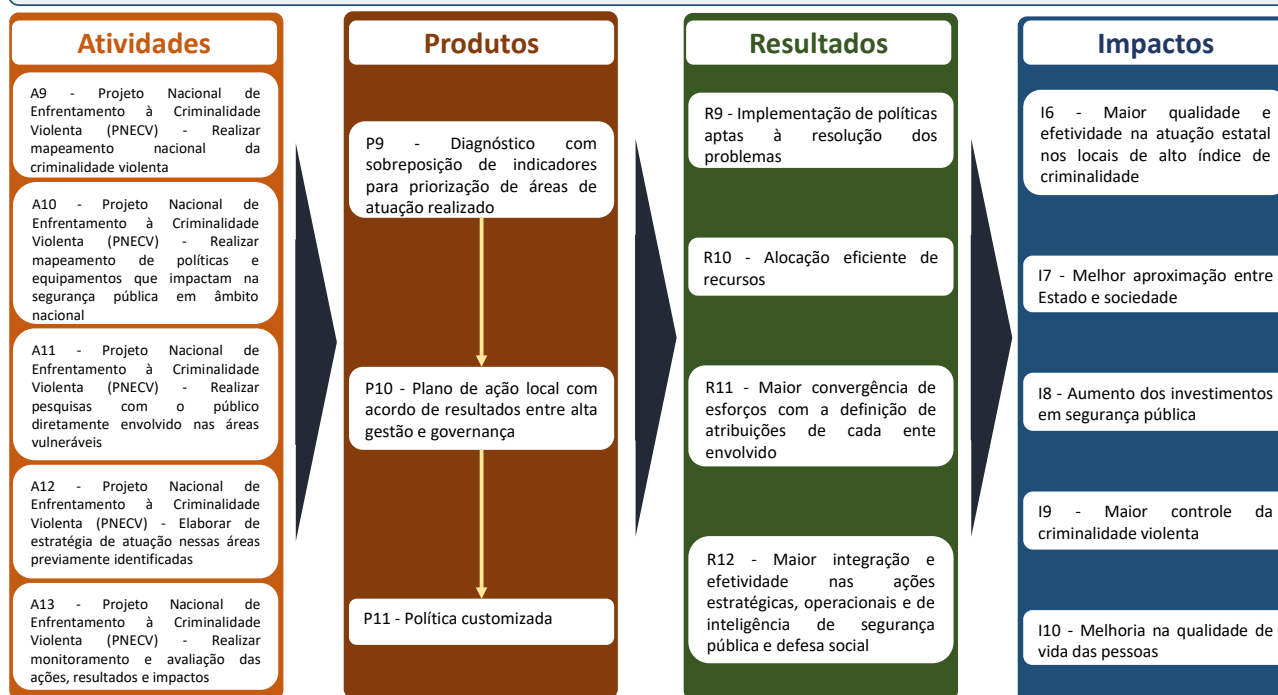 Atividades
A9 - Projeto Nacional de
Enfrentamento à Criminalidade
Violenta (PNECV) - Realizar
mapeamento nacional da
criminalidade violenta
A10 - Projeto Nacional de
Enfrentamento à Criminalidade
Violenta (PNECV) - Realizar
mapeamento de políticas e
equipamentos que impactam na
segurança pública em âmbito
nacional
A11 - Projeto Nacional de
Enfrentamento à Criminalidade
Violenta (PNECV) - Realizar
pesquisas com o público
diretamente envolvido nas áreas
vulneráveis
A12 - Projeto Nacional de
Enfrentamento à Criminalidade
Violenta (PNECV) - Elaborar de
estratégia de atuação nessas áreas
previamente identificadas
A13 - Projeto Nacional de
Enfrentamento à Criminalidade
Violenta (PNECV) - Realizar
monitoramento e avaliação das
ações, resultados e impactos
Produtos
P9 - Diagnóstico com
sobreposição de indicadores
para priorização de áreas de
atuação realizado
P10 - Plano de ação local com
acordo de resultados entre alta
gestão e governança
P11 - Política customizada
Resultados
R9 - Implementação de políticas
aptas à resolução dos
problemas
R10 - Alocação eficiente de
recursos
R11 - Maior convergência de
esforços com a definição de
atribuições de cada ente
envolvido
R12 - Maior integração e
efetividade nas ações
estratégicas, operacionais e de
inteligência de segurança
pública e defesa social
Impactos
I6 - Maior qualidade e
efetividade na atuação estatal
nos locais de alto índice de
criminalidade
I7 - Melhor aproximação entre
Estado e sociedade
I8 - Aumento dos investimentos
em segurança pública
I9 - Maior controle da
criminalidade violenta
I10 - Melhoria na qualidade de
vida das pessoas